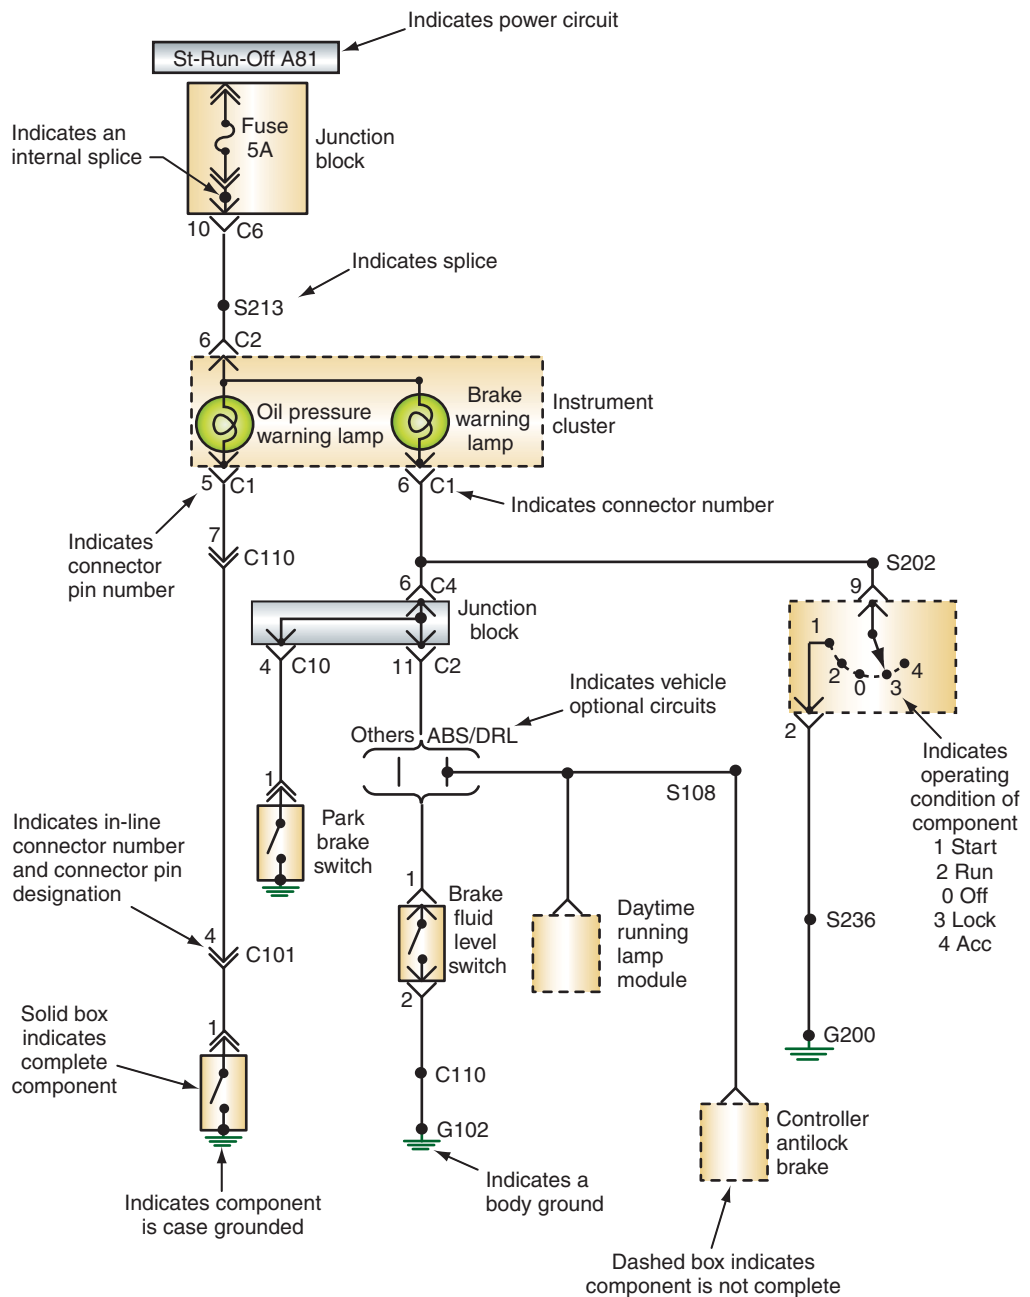 Indicates power circuit
St-Run-Off A81
Fuse
5A
Junction
block
Indicates an
internal splice
10 C6
Indicates splice
S213
6 C2
Oil pressure
warning lamp
Brake
warning
lamp
Instrument
cluster
5 C1
6 C1
Indicates connector number
Indicates
connector
pin number
7
C110
S202
6 C4
9
Junction
block
1
2
0
3
4
4 C10
11 C2
2
Indicates vehicle
optional circuits
Others ABS/DRL
Indicates
operating
condition of
component
1 Start
2 Run
0 Off
3 Lock
4 Acc
1
Park
brake
switch
S108
Indicates in-line
connector number
and connector pin
designation
1
Brake
fluid
level
switch
2
Daytime
running
lamp
module
S236
4
C101
Solid box
indicates
complete
component
1
G200
C110
G102
Controller
antilock
brake
Indicates a
body ground
Indicates component
is case grounded
Dashed box indicates
component is not complete